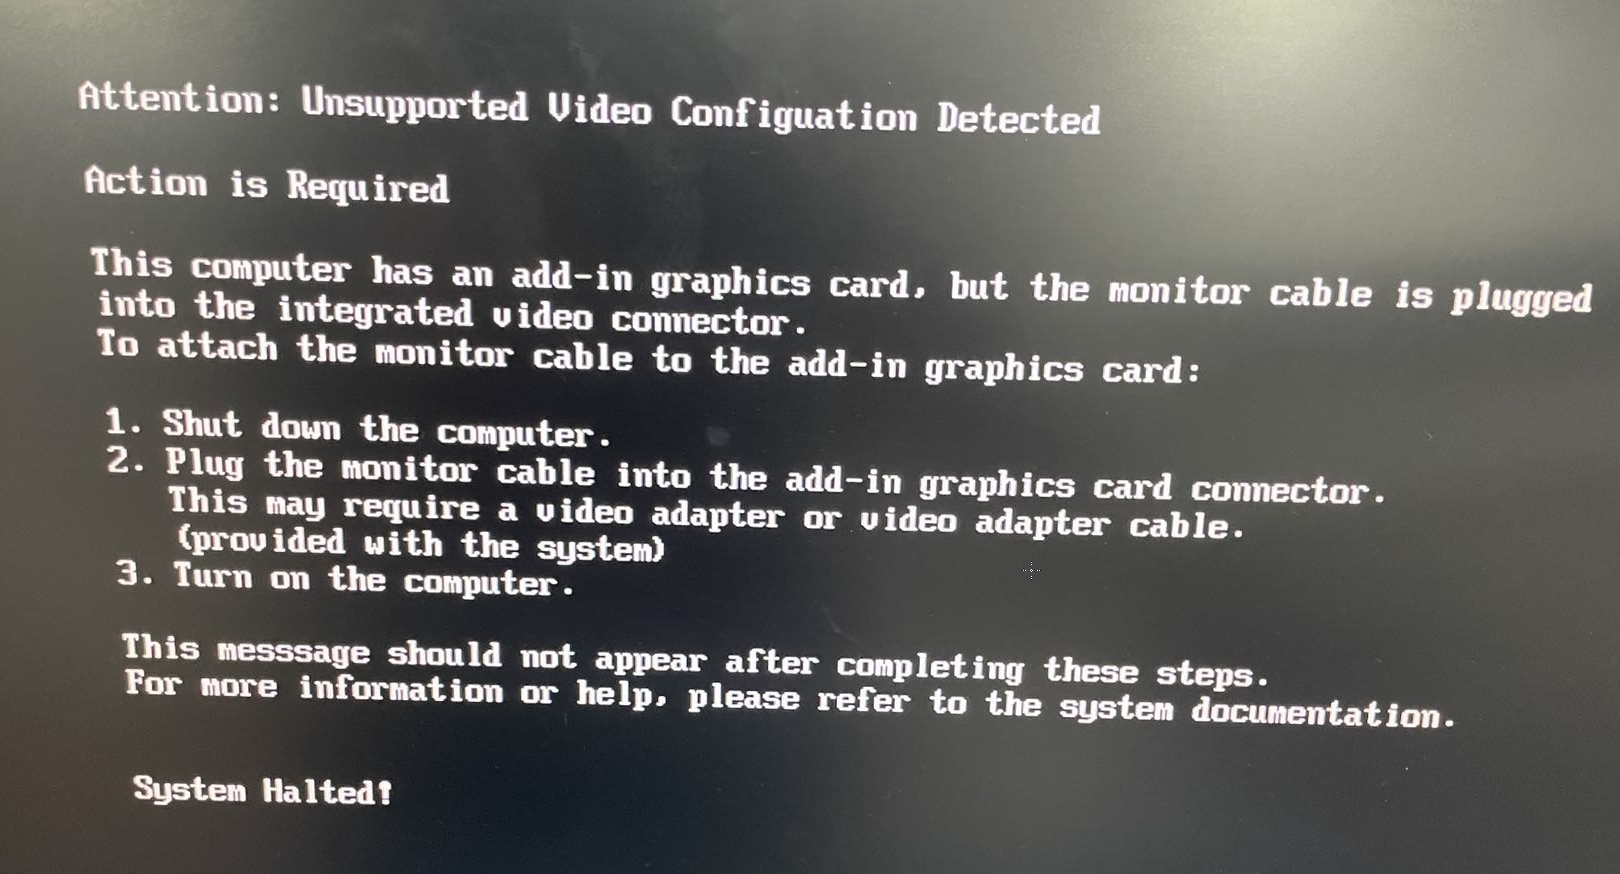 Attention: Unsupported Video Configuation Detected
Action is Required
This computer has an add-in graphics card, but the monitor cable is plugged
into the integrated video connector.
To attach the monitor cable to the add-in graphics card:
1. Shut down the computer.
2. Plug the monitor cable into the add-in graphics card connector.
This may require a video adapter or video adapter cable.
(provided with the system)
3. Turn on the computer.
This messsage should not appear after completing these steps.
For more information or help, please refer to the system documentation.
System Halted!